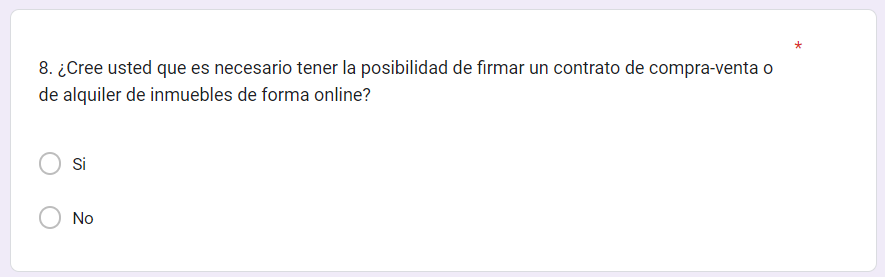 8. ¿Cree usted que es necesario tener la posibilidad de firmar un contrato de compra-venta o
de alquiler de inmuebles de forma online?
*
Si
No